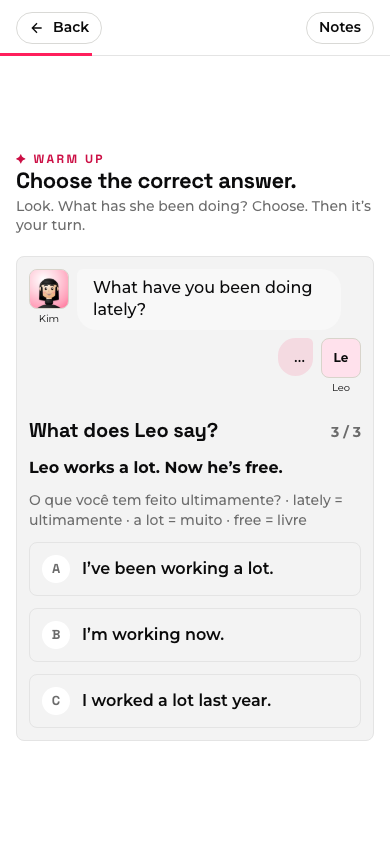 Back
Notes
WARM UP
Choose the correct answer.
Look. What has she been doing? Choose. Then it’s
your turn.
Kim
What have you been doing
lately?
...
Le
Leo
What does Leo say?
3 / 3
Leo works a lot. Now he’s free.
O que você tem feito ultimamente? · lately =
ultimamente · a lot = muito · free = livre
A
I’ve been working a lot.
B
I’m working now.
C
I worked a lot last year.